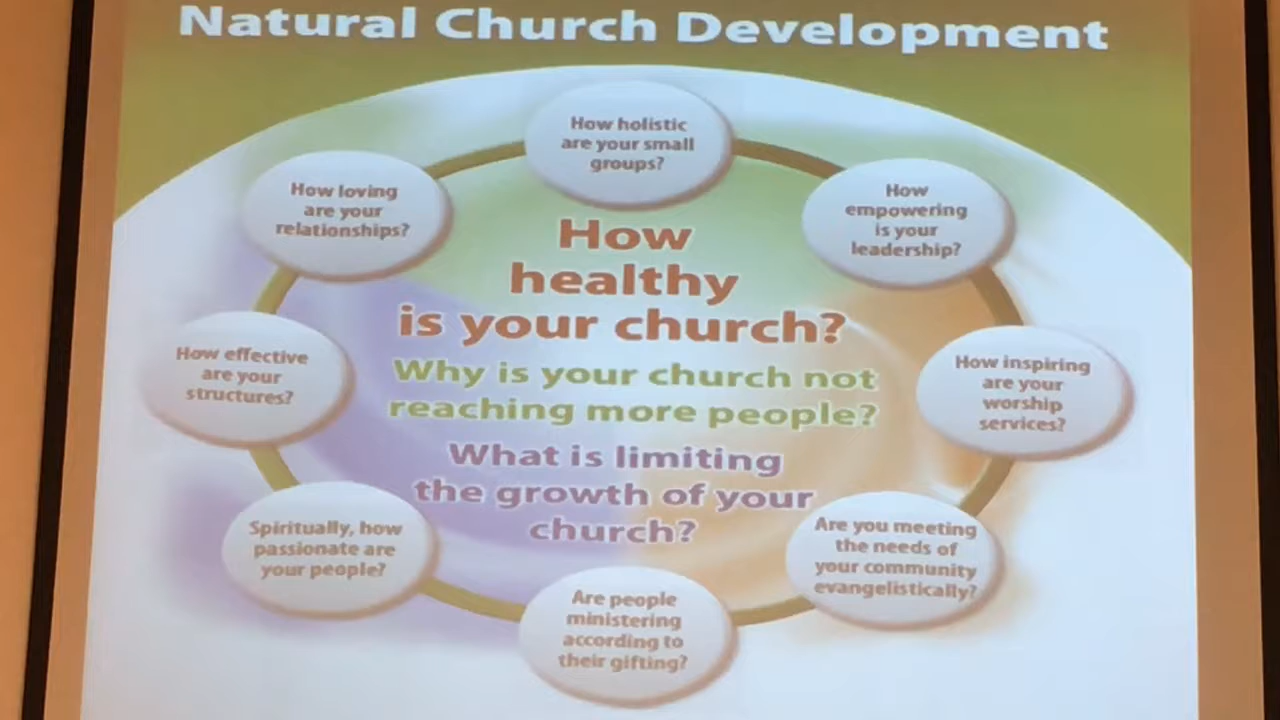 Natural Church Development
How holistic
are your small
groups?
How
empowering
is your
leadership?
How inspiring
are your
worship
services?
Are you meeting
the needs of
your community
evangelistically?
Are people
ministering
according to
their gifting?
Spiritually, how
passionate are
your people?
How effective
are your
structures?
How loving
are your
relationships?
How
healthy
is your church?
Why is your church not
reaching more people?
What is limiting
the growth of your
church?